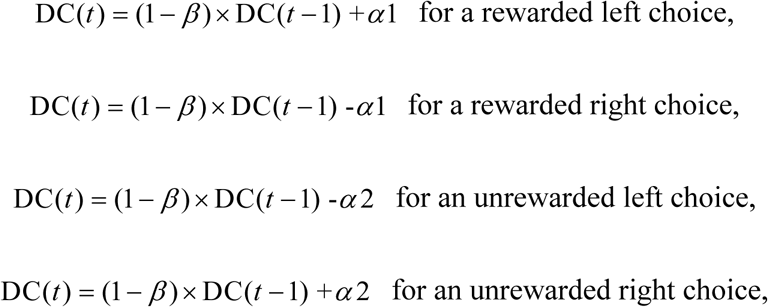 DC(t) = (1 − β) × DC(t − 1) + α1 for a rewarded left choice,
DC(t) = (1 − β) × DC(t − 1) -α1 for a rewarded right choice,
DC(t) = (1 − β) × DC(t − 1) -α2 for an unrewarded left choice,
DC(t) = (1 − β) × DC(t − 1) +α2 for an unrewarded right choice,